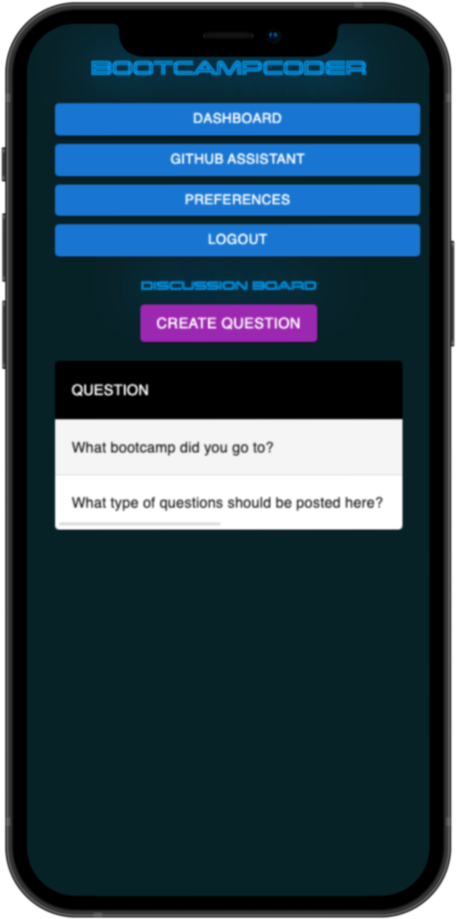 BOOTCAMPCODER
DASHBOARD
GITHUB ASSISTANT
PREFERENCES
LOGOUT
DISCUSSION BOARD
CREATE QUESTION
QUESTION
What bootcamp did you go to?
What type of questions should be posted here?